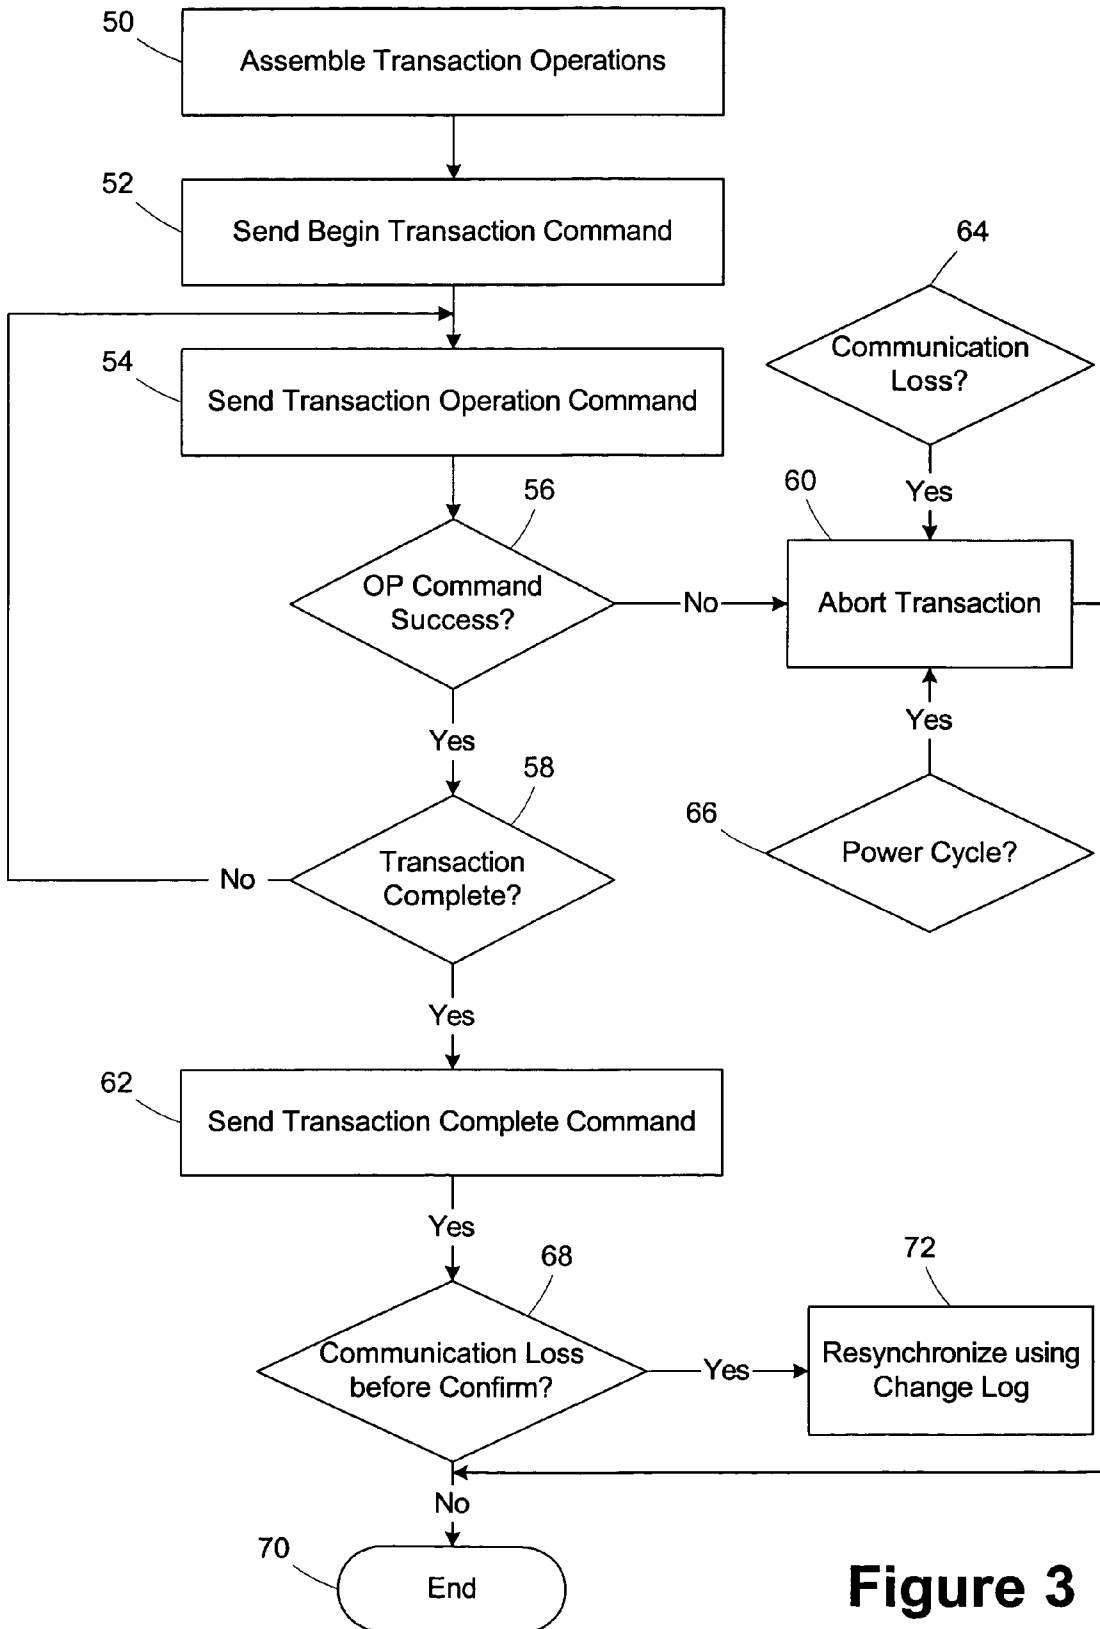 50
Assemble Transaction Operations
52
Send Begin Transaction Command
64
Communication
Loss?
54
Send Transaction Operation Command
Yes
56
60
OP Command
Success?
No
Abort Transaction
Yes
Yes
58
66
Power Cycle?
Transaction
Complete?
No
Yes
62
Send Transaction Complete Command
Yes
68
72
Communication Loss
before Confirm?
Yes
Resynchronize using
Change Log
No
70
End
Figure 3